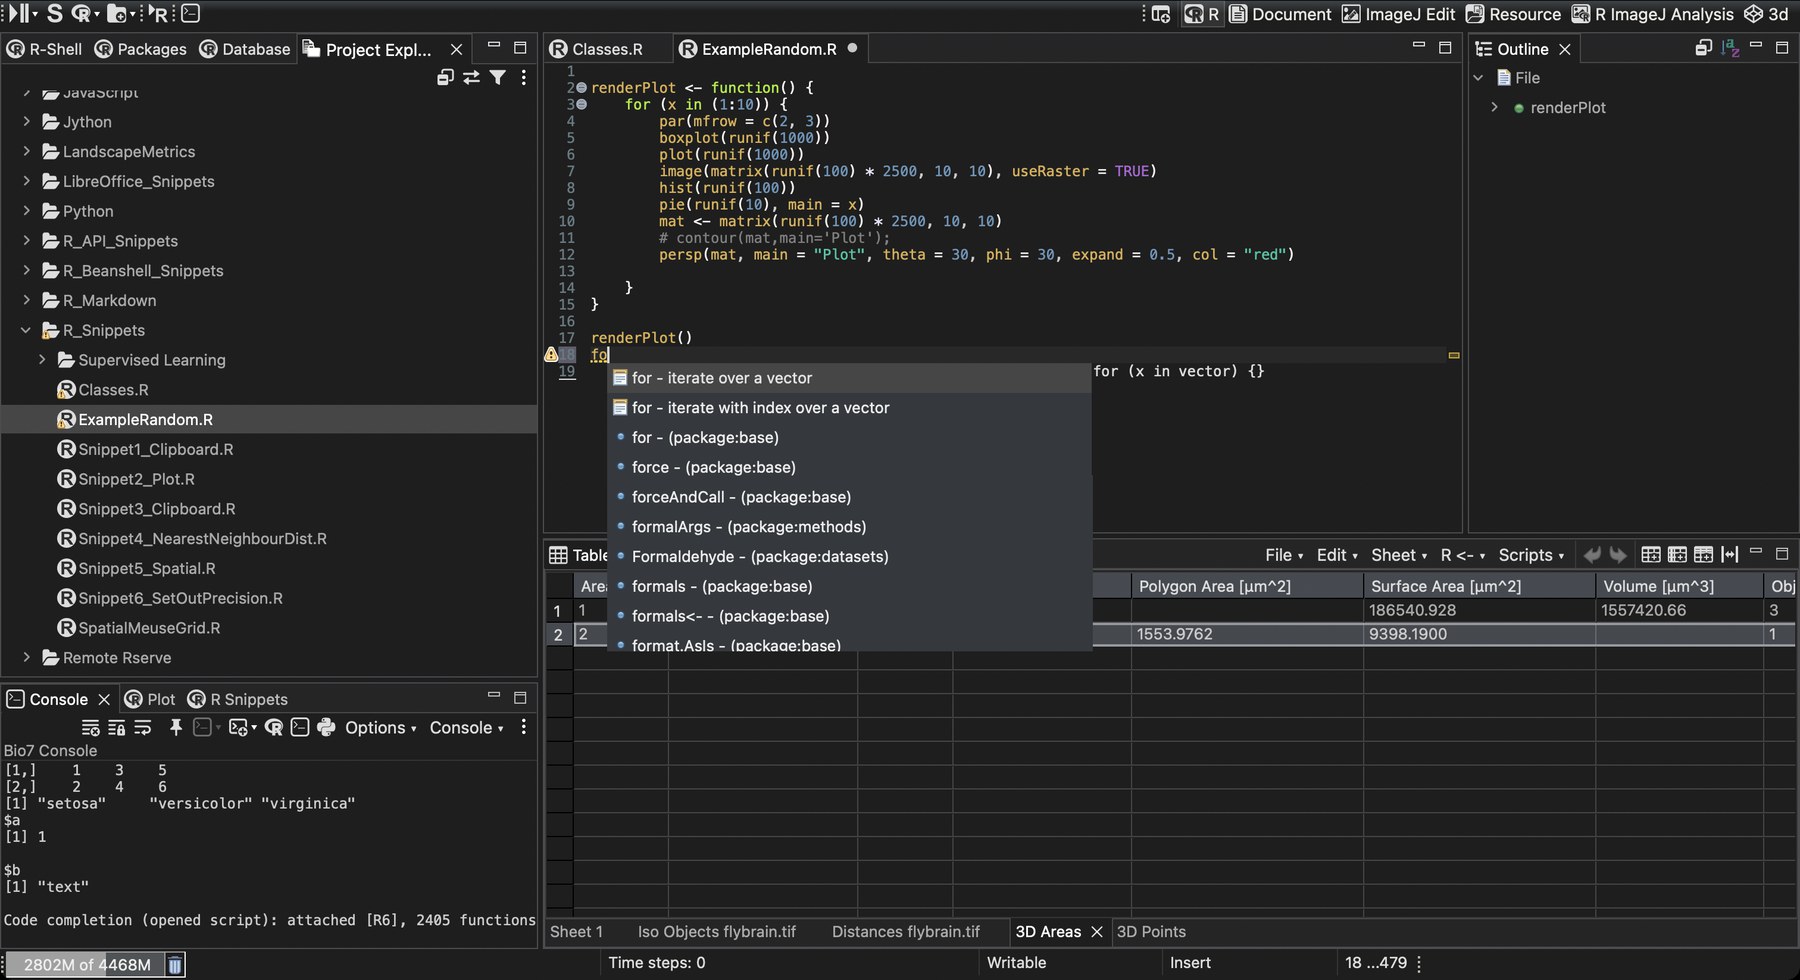 R
Document
ImageJ Edit
Resource
R ImageJ Analysis
3d
R-Shell
Packages
Database
Project Expl...
JavaScript
Jython
LandscapeMetrics
LibreOffice_Snippets
Python
R_API_Snippets
R_Beanshell_Snippets
R_Markdown
R_Snippets
Supervised Learning
Classes.R
ExampleRandom.R
Snippet1_Clipboard.R
Snippet2_Plot.R
Snippet3_Clipboard.R
Snippet4_NearestNeighbourDist.R
Snippet5_Spatial.R
Snippet6_SetOutPrecision.R
SpatialMeuseGrid.R
Remote Rserve
Classes.R
ExampleRandom.R
1
2 renderPlot <- function() {
3 for (x in (1:10)) {
4 par(mfrow = c(2, 3))
5 boxplot(runif(1000))
6 plot(runif(1000))
7 image(matrix(runif(100) * 2500, 10, 10), useRaster = TRUE)
8 hist(runif(100))
9 pie(runif(10), main = x)
10 mat <- matrix(runif(100) * 2500, 10, 10)
11 # contour(mat,main='Plot');
12 persp(mat, main = "Plot", theta = 30, phi = 30, expand = 0.5, col = "red")
13
14 }
15 }
16
17 renderPlot()
18 fo
19
for - iterate over a vector
for - iterate with index over a vector
for - (package:base)
force - (package:base)
forceAndCall - (package:base)
formalArgs - (package:methods)
Formaldehyde - (package:datasets)
formals - (package:base)
formals<- - (package:base)
format.AsIs - (package:base)
for (x in vector) {}
Outline
File
renderPlot
Table
File
Edit
Sheet
R <-
Scripts
Area
Polygon Area [µm^2]
Surface Area [µm^2]
Volume [µm^3]
Obj
1 1 186540.928 1557420.66 3
2 2 1553.9762 9398.1900 1
Sheet 1
Iso Objects flybrain.tif
Distances flybrain.tif
3D Areas
3D Points
Console
Plot
R Snippets
Options
Console
Bio7 Console
[1,] 1 3 5
[2,] 2 4 6
[1] "setosa" "versicolor" "virginica"
$a
[1] 1
$b
[1] "text"
Code completion (opened script): attached [R6], 2405 functions
2802M of 4468M
Time steps: 0
Writable
Insert
18 ...479